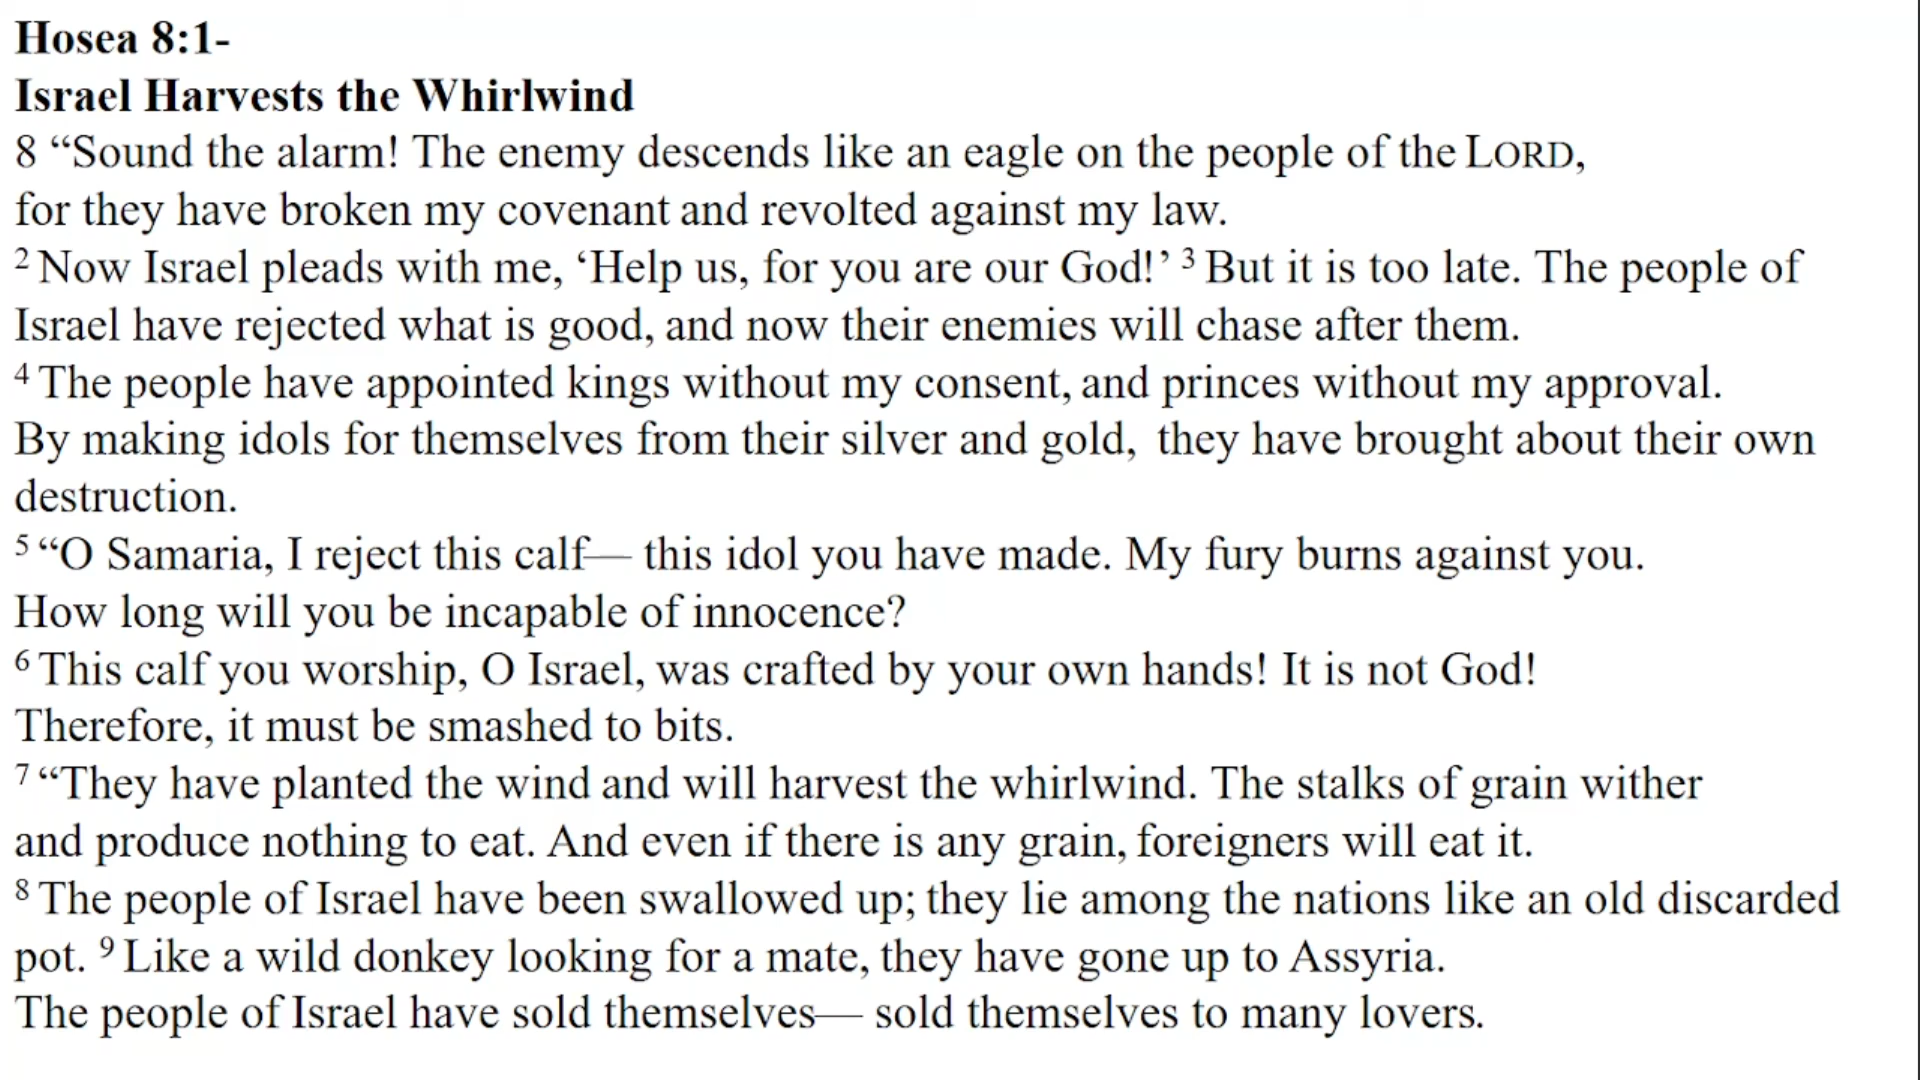 Hosea 8:1-
Israel Harvests the Whirlwind
8 “Sound the alarm! The enemy descends like an eagle on the people of the LORD,
for they have broken my covenant and revolted against my law.
2 Now Israel pleads with me, ‘Help us, for you are our God!’ 3 But it is too late. The people of
Israel have rejected what is good, and now their enemies will chase after them.
4 The people have appointed kings without my consent, and princes without my approval.
By making idols for themselves from their silver and gold, they have brought about their own
destruction.
5 “O Samaria, I reject this calf— this idol you have made. My fury burns against you.
How long will you be incapable of innocence?
6 This calf you worship, O Israel, was crafted by your own hands! It is not God!
Therefore, it must be smashed to bits.
7 “They have planted the wind and will harvest the whirlwind. The stalks of grain wither
and produce nothing to eat. And even if there is any grain, foreigners will eat it.
8 The people of Israel have been swallowed up; they lie among the nations like an old discarded
pot. 9 Like a wild donkey looking for a mate, they have gone up to Assyria.
The people of Israel have sold themselves— sold themselves to many lovers.